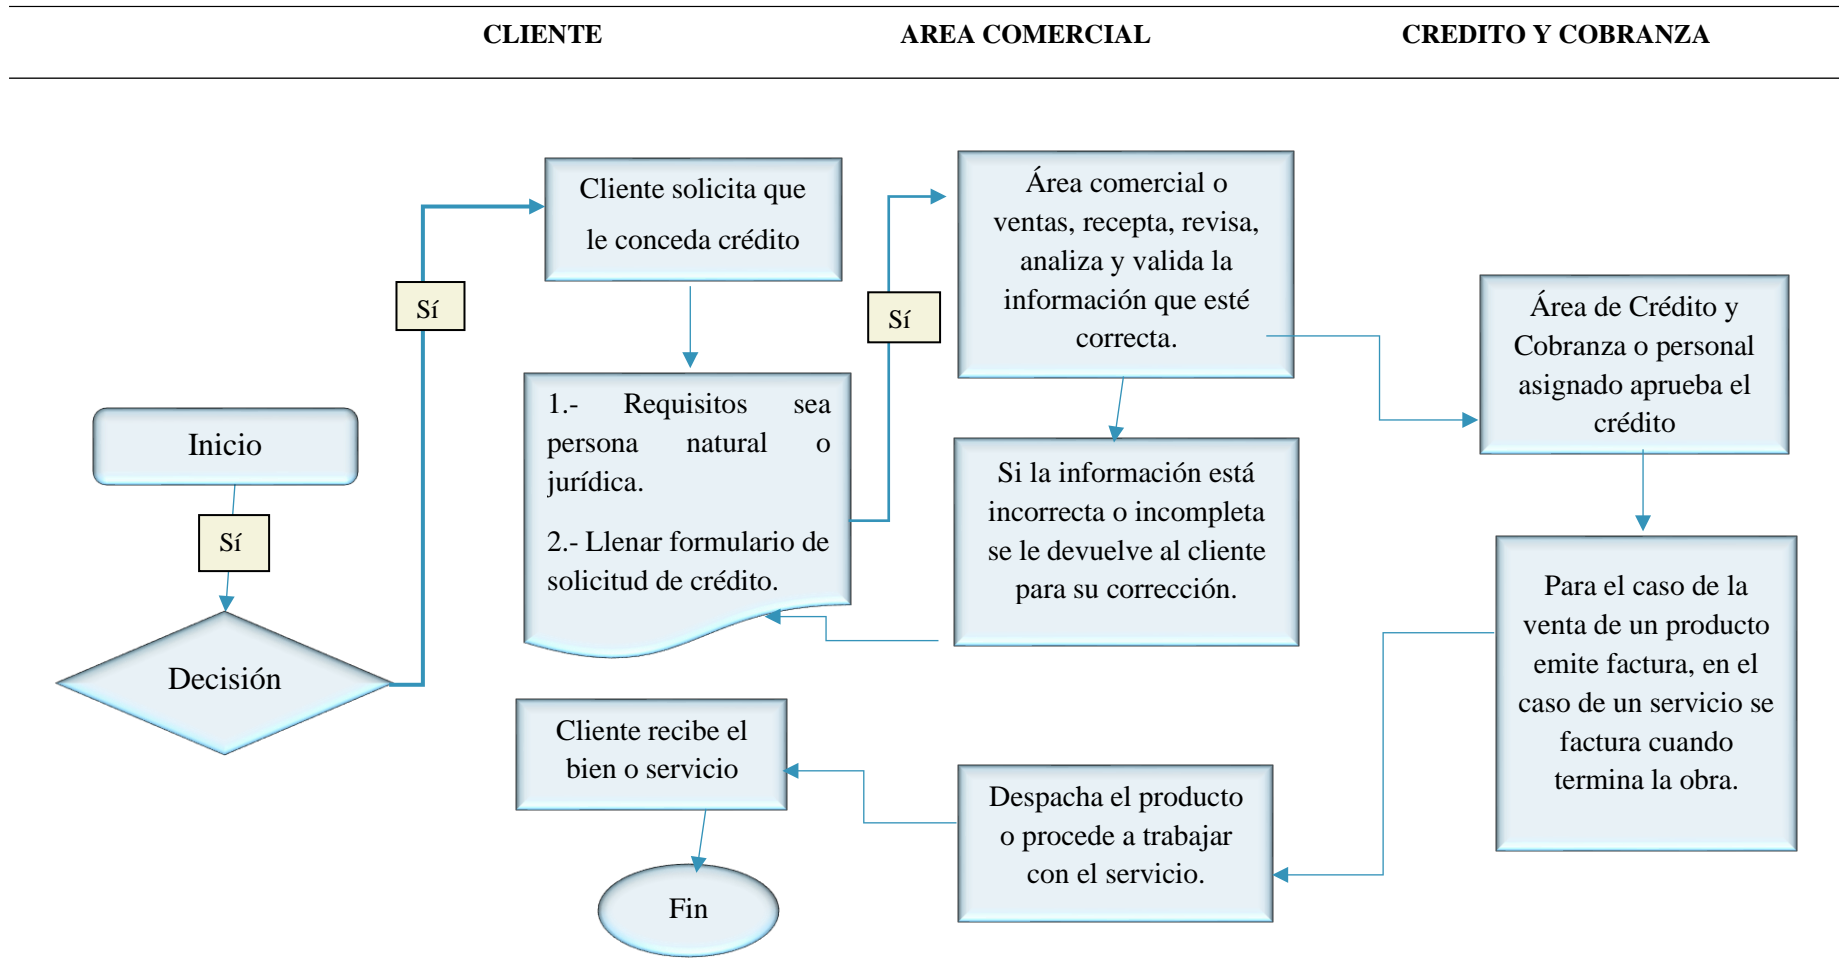 CLIENTE
AREA COMERCIAL
CREDITO Y COBRANZA
Inicio
Sí
Decisión
Sí
Cliente solicita que
le conceda crédito
1.- Requisitos sea
persona natural o
jurídica.
2.- Llenar formulario de
solicitud de crédito.
Sí
Área comercial o
ventas, recepta, revisa,
analiza y valida la
información que esté
correcta.
Si la información está
incorrecta o incompleta
se le devuelve al cliente
para su corrección.
Área de Crédito y
Cobranza o personal
asignado aprueba el
crédito
Para el caso de la
venta de un producto
emite factura, en el
caso de un servicio se
factura cuando
termina la obra.
Despacha el producto
o procede a trabajar
con el servicio.
Cliente recibe el
bien o servicio
Fin